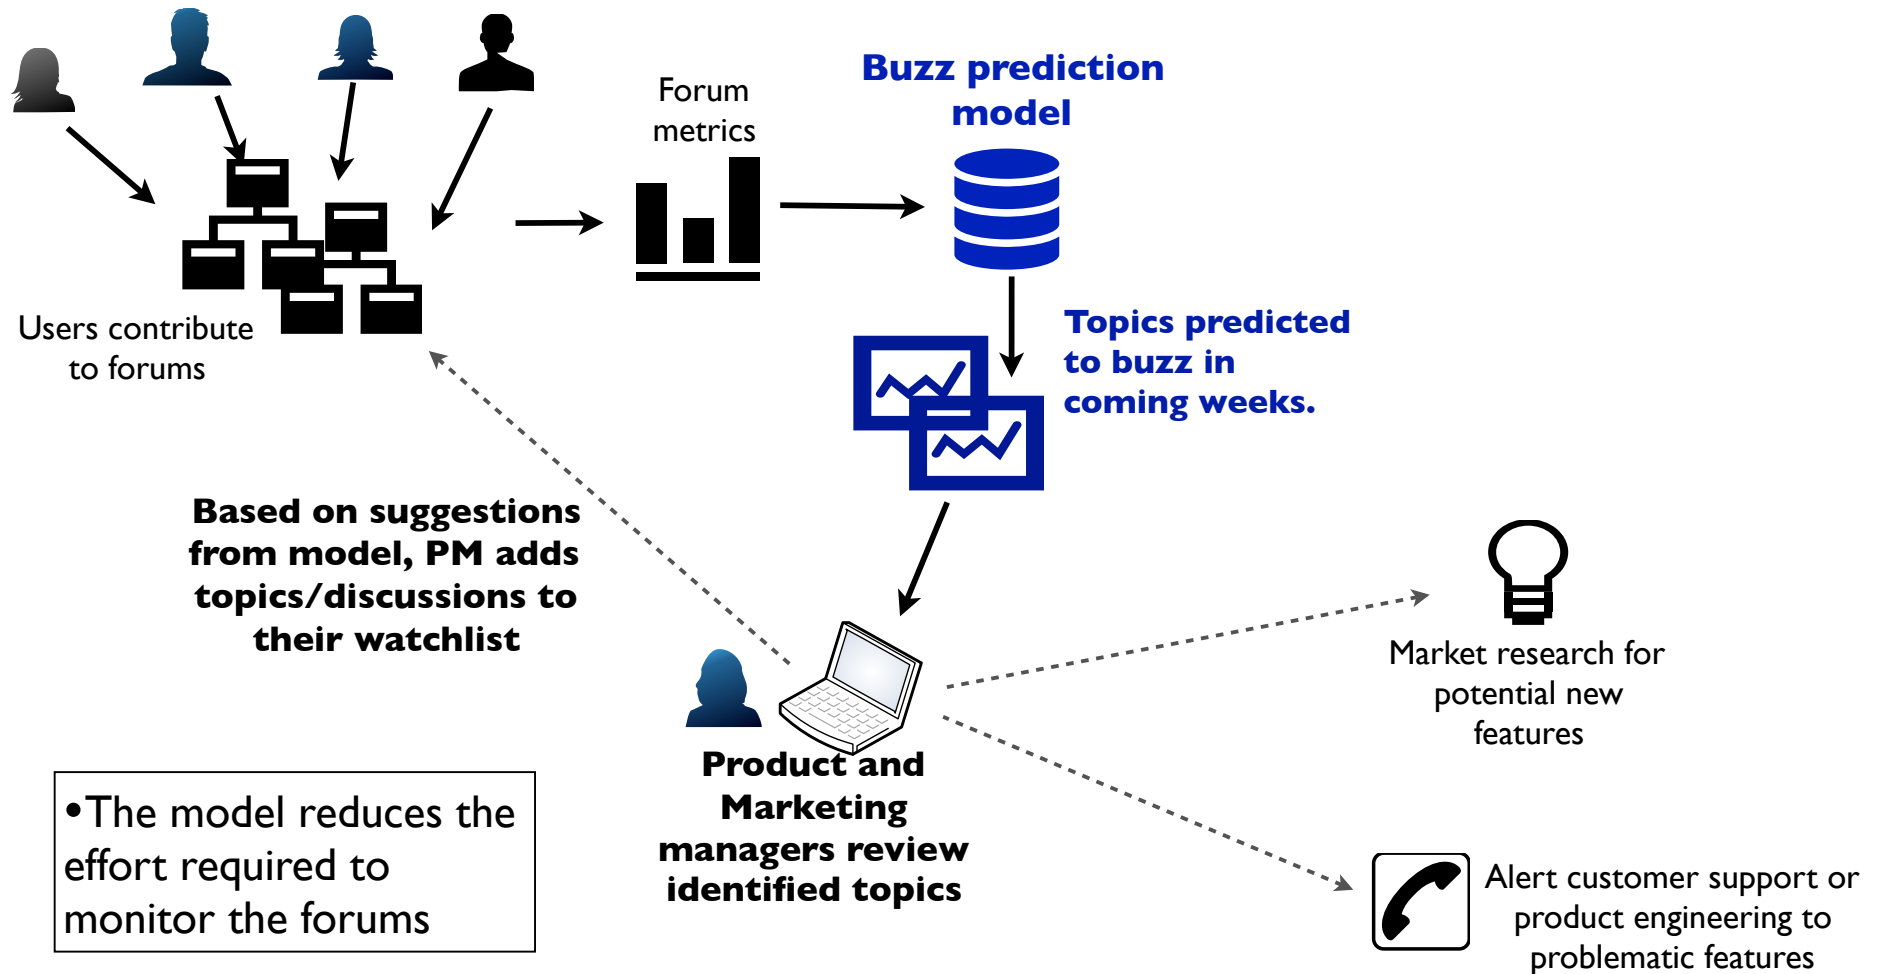 Forum
metrics
Buzz prediction
model
Users contribute
to forums
Topics predicted
to buzz in
coming weeks.
Based on suggestions
from model, PM adds
topics/discussions to
their watchlist
Market research for
potential new
features
Product and
Marketing
managers review
identified topics
•The model reduces the
effort required to
monitor the forums
Alert customer support or
product engineering to
problematic features